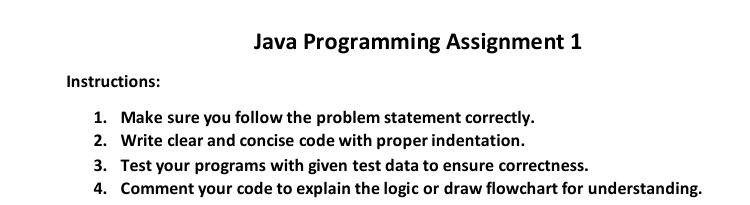 Java Programming Assignment 1
Instructions:
1. Make sure you follow the problem statement correctly.
2. Write clear and concise code with proper indentation.
3. Test your programs with given test data to ensure correctness.
4. Comment your code to explain the logic or draw flowchart for understanding.